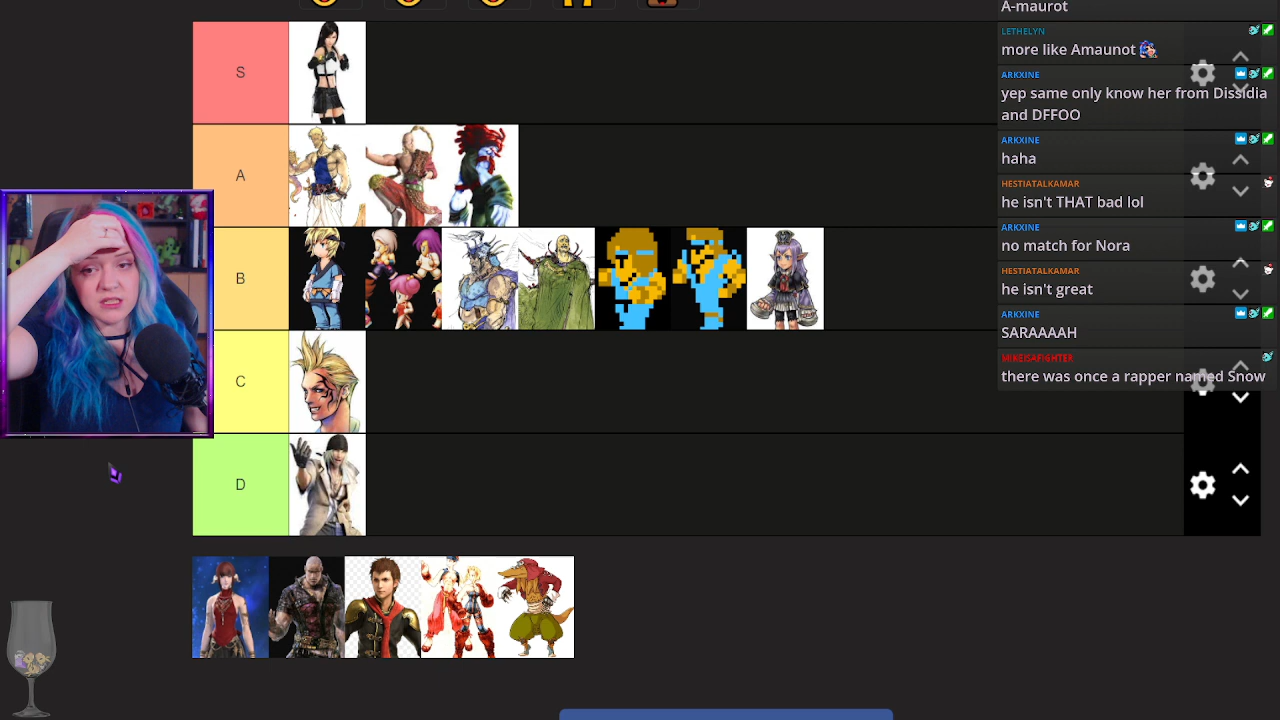 A-maurot
LETHELYN
more like Amaunot
ARKXINE
yep same only know her from Dissidia
and DFFOO
ARKXINE
haha
HESTIATALKAMAR
he isn't THAT bad lol
ARKXINE
no match for Nora
HESTIATALKAMAR
he isn't great
ARKXINE
SARAAAAH
MIKEISAFIGHTER
there was once a rapper named Snow
S
A
B
C
D